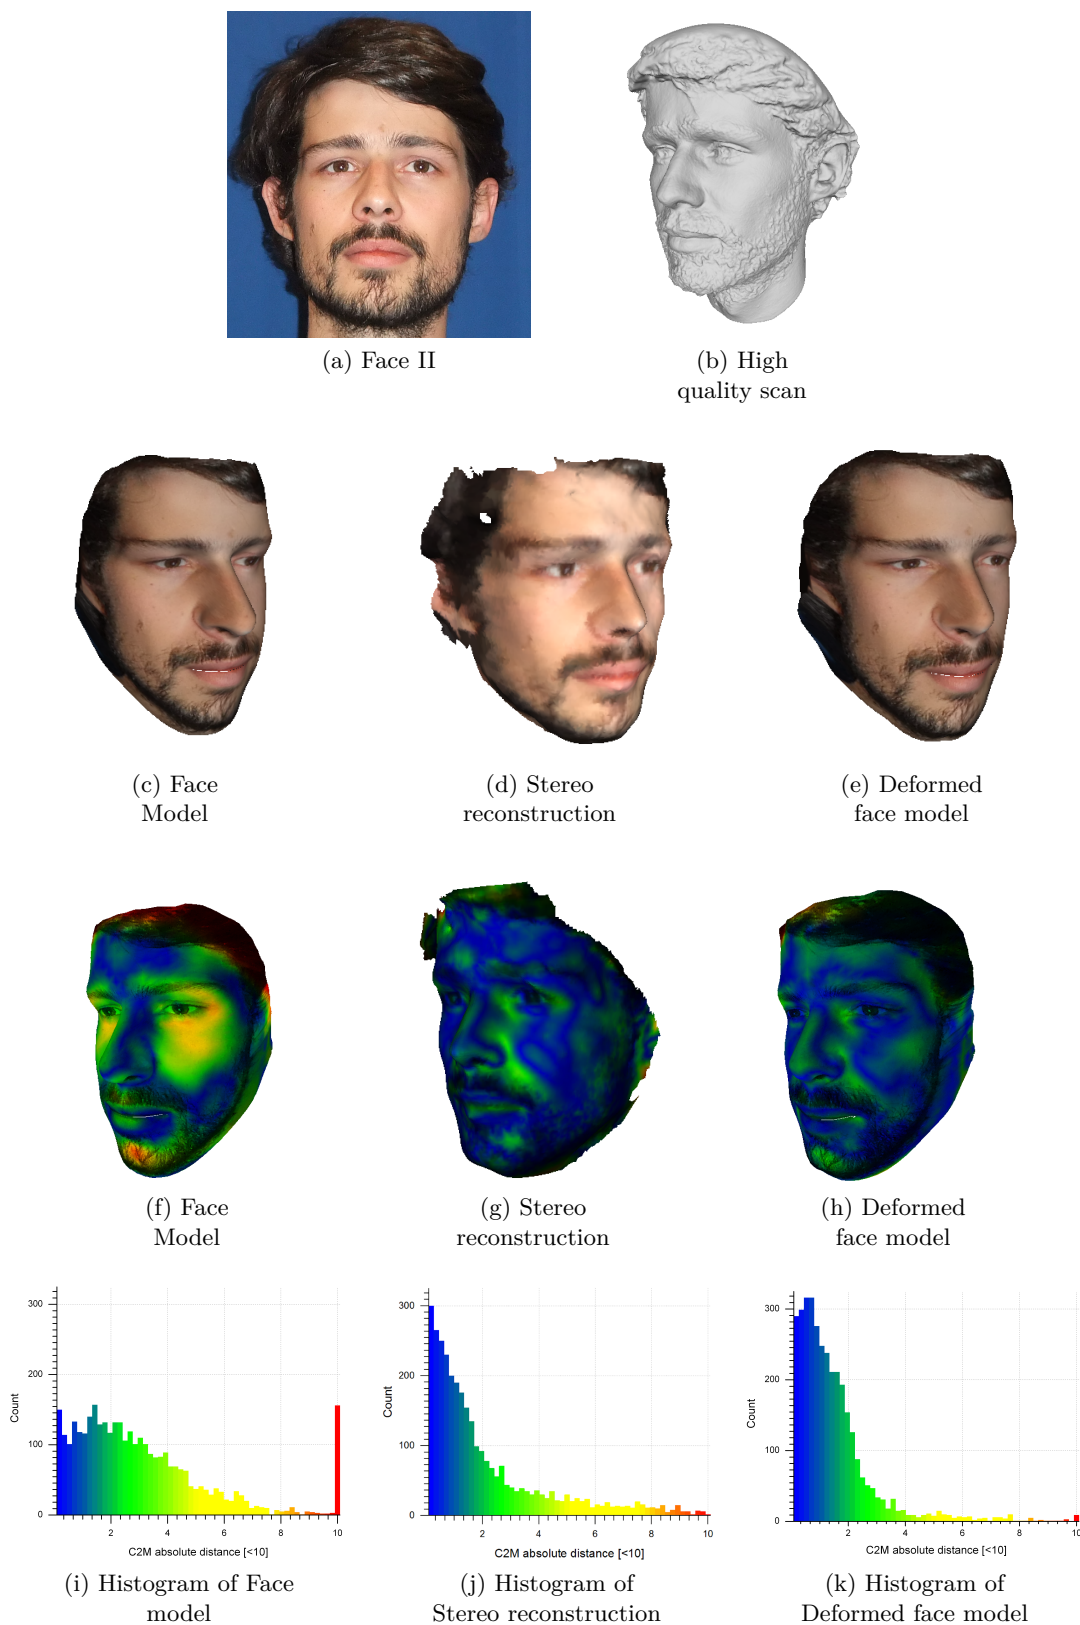 (a) Face II
(b) High
quality scan
(c) Face
Model
(d) Stereo
reconstruction
(e) Deformed
face model
(f) Face
Model
(g) Stereo
reconstruction
(h) Deformed
face model
300
200
100
0
Count
2
4
6
8
10
C2M absolute distance [<10]
300
200
100
0
Count
2
4
6
8
10
C2M absolute distance [<10]
300
200
100
0
Count
2
4
6
8
10
C2M absolute distance [<10]
(i) Histogram of Face
model
(j) Histogram of
Stereo reconstruction
(k) Histogram of
Deformed face model